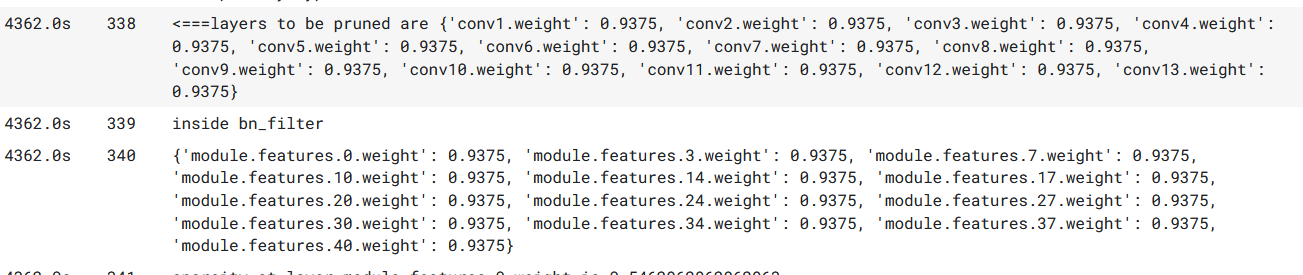 4362.0s 338 <===layers to be pruned are {'conv1.weight': 0.9375, 'conv2.weight': 0.9375, 'conv3.weight': 0.9375, 'conv4.weight':
0.9375, 'conv5.weight': 0.9375, 'conv6.weight': 0.9375, 'conv7.weight': 0.9375, 'conv8.weight': 0.9375,
'conv9.weight': 0.9375, 'conv10.weight': 0.9375, 'conv11.weight': 0.9375, 'conv12.weight': 0.9375, 'conv13.weight':
0.9375}
4362.0s 339 inside bn_filter
4362.0s 340 {'module.features.0.weight': 0.9375, 'module.features.3.weight': 0.9375, 'module.features.7.weight': 0.9375,
'module.features.10.weight': 0.9375, 'module.features.14.weight': 0.9375, 'module.features.17.weight': 0.9375,
'module.features.20.weight': 0.9375, 'module.features.24.weight': 0.9375, 'module.features.27.weight': 0.9375,
'module.features.30.weight': 0.9375, 'module.features.34.weight': 0.9375, 'module.features.37.weight': 0.9375,
'module.features.40.weight': 0.9375}